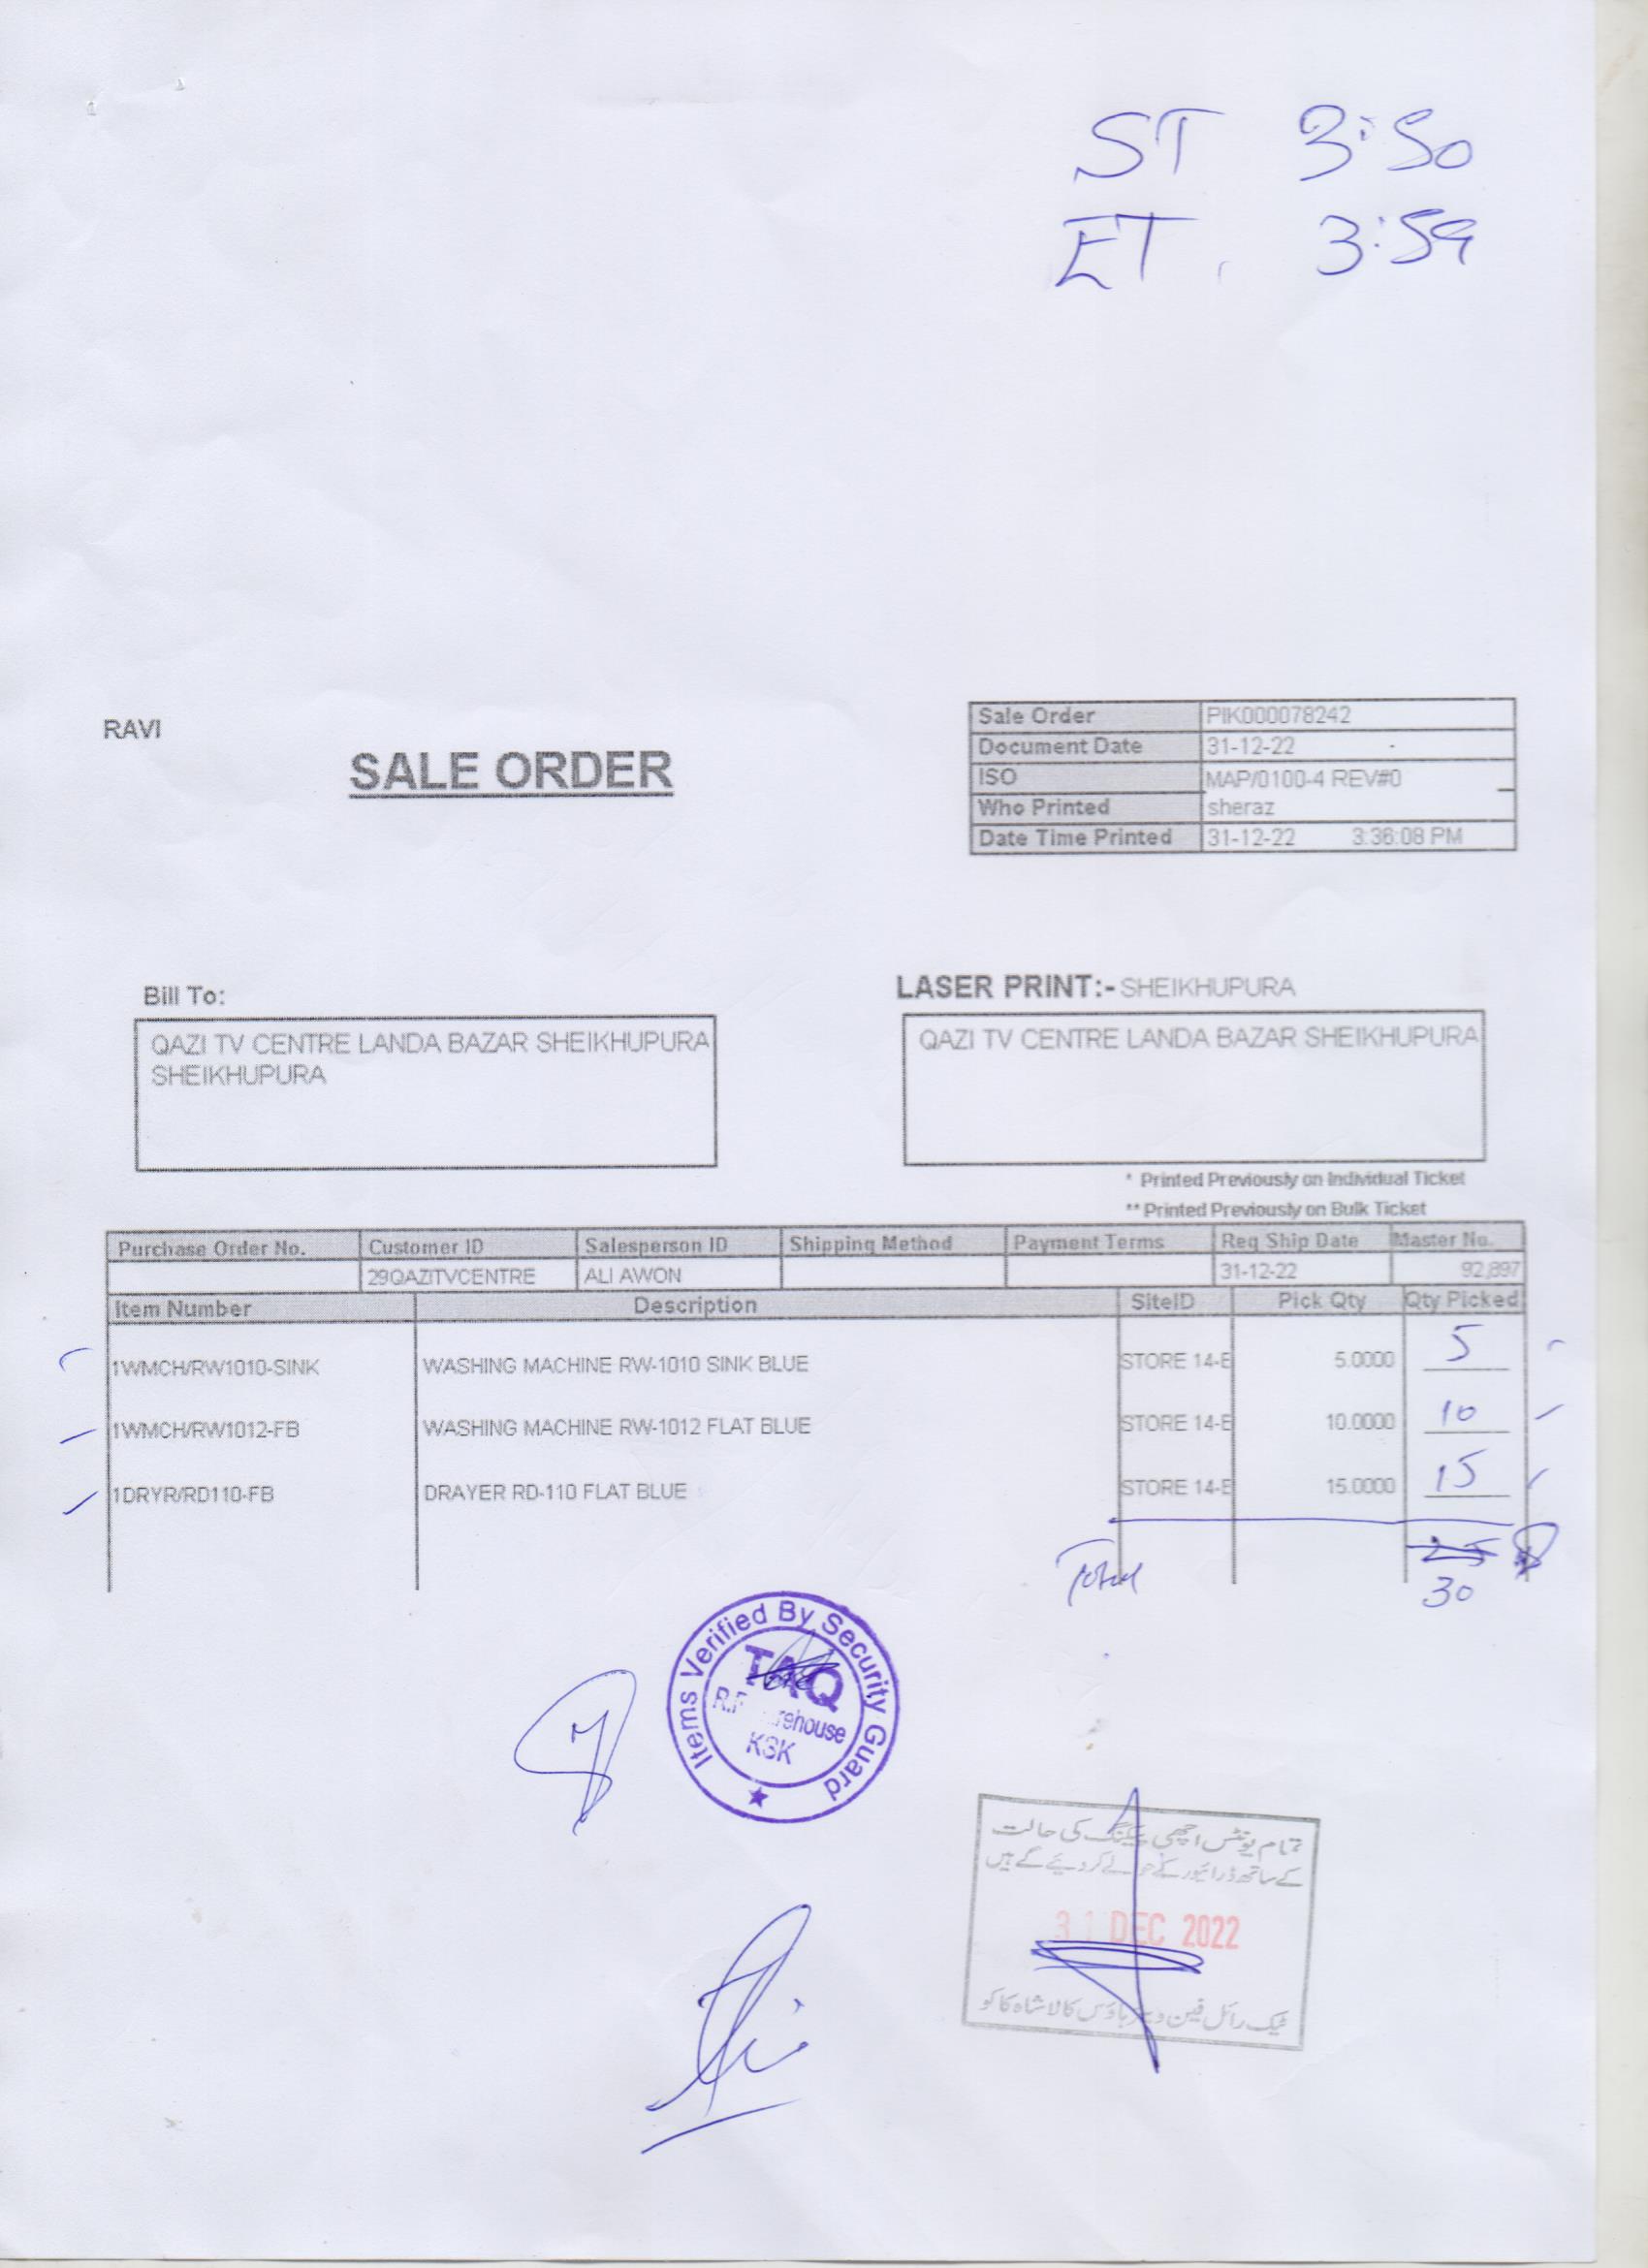 ST 3:50
ET. 3:59
RAVI
SALE ORDER
Sale Order PIK000078242
Document Date 31-12-22
ISO MAP/0100-4 REV#0
Who Printed sheraz
Date Time Printed 31-12-22 3:36:08 PM
Bill To:
QAZI TV CENTRE LANDA BAZAR SHEIKHUPURA
SHEIKHUPURA
LASER PRINT:- SHEIKHUPURA
QAZI TV CENTRE LANDA BAZAR SHEIKHUPURA
* Printed Previously on Individual Ticket
** Printed Previously on Bulk Ticket
Purchase Order No. Customer ID Salesperson ID Shipping Method Payment Terms Req Ship Date Master No.
29QAZITVCENTRE ALI AWON 31-12-22 92,897
Item Number Description SiteID Pick Qty Qty Picked
1WMCH/RW1010-SINK WASHING MACHINE RW-1010 SINK BLUE STORE 14-E 5.0000 5
1WMCH/RW1012-FB WASHING MACHINE RW-1012 FLAT BLUE STORE 14-E 10.0000 10
1DRYR/RD110-FB DRAYER RD-110 FLAT BLUE STORE 14-E 15.0000 15
Total 25
30
Items Verified By Security Guard
TAQ
KSK
تمام یونٹس اچھی پیکنگ کی حالت
کے ساتھ ڈرائیور کے حوالے کر دیئے گئے ہیں
31 DEC 2022
ٹیک رائل فین ویئر ہاؤس کالا شاہ کاکو